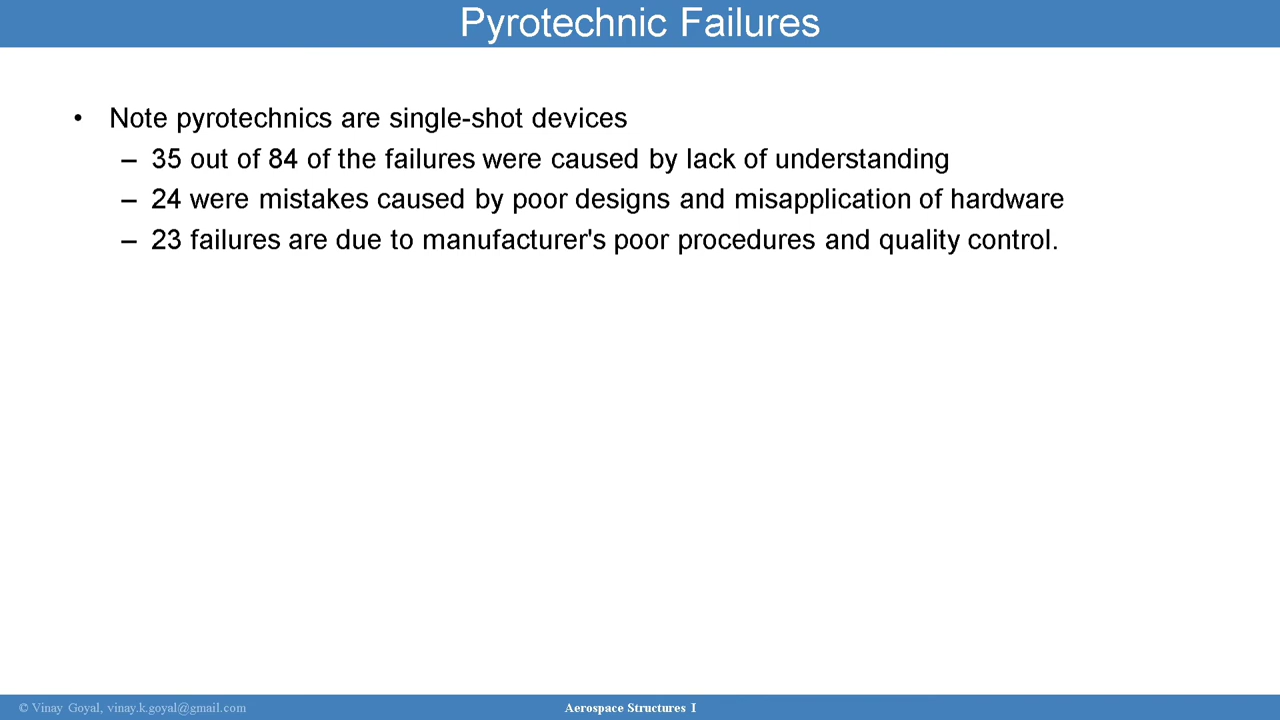 Pyrotechnic Failures
• Note pyrotechnics are single-shot devices
– 35 out of 84 of the failures were caused by lack of understanding
– 24 were mistakes caused by poor designs and misapplication of hardware
– 23 failures are due to manufacturer's poor procedures and quality control.
© Vinay Goyal, vinay.k.goyal@gmail.com
Aerospace Structures I